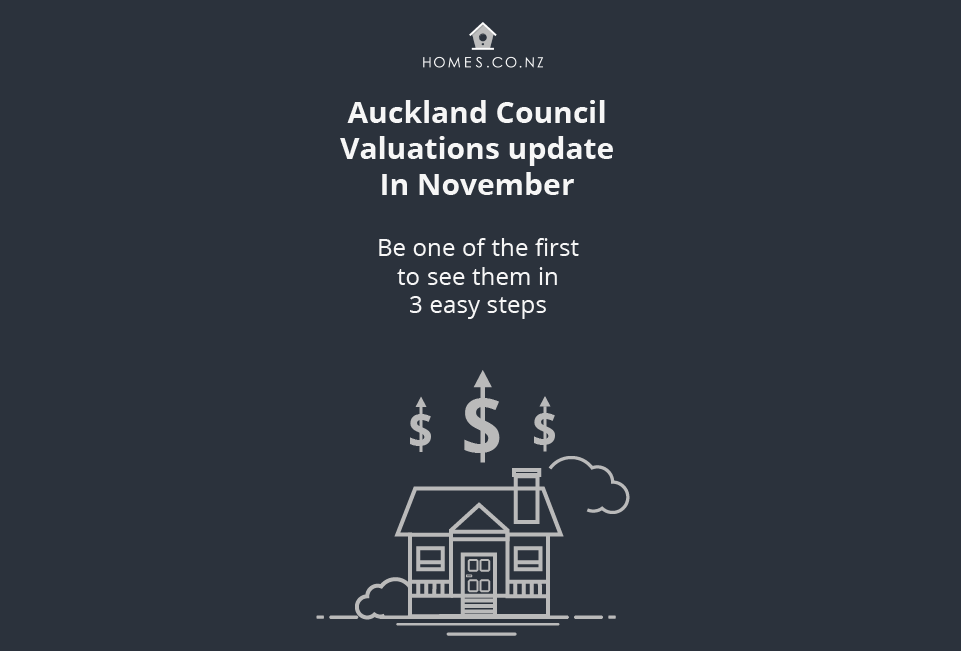 HOMES.CO.NZ
Auckland Council
Valuations update
In November
Be one of the first
to see them in
3 easy steps
$ $ $